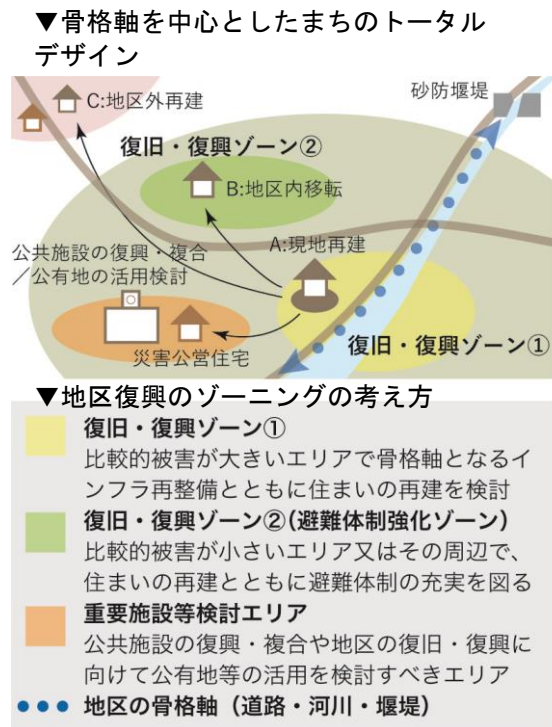 ▼骨格軸を中心としたまちのトータル
デザイン
C:地区外再建
砂防堰堤
復旧・復興ゾーン②
B:地区内移転
A:現地再建
公共施設の復興・複合
/公有地の活用検討
災害公営住宅
復旧・復興ゾーン①
▼地区復興のゾーニングの考え方
復旧・復興ゾーン①
比較的被害が大きいエリアで骨格軸となるイ
ンフラ再整備とともに住まいの再建を検討
復旧・復興ゾーン②(避難体制強化ゾーン)
比較的被害が小さいエリア又はその周辺で、
住まいの再建とともに避難体制の充実を図る
重要施設等検討エリア
公共施設の復興・複合や地区の復旧・復興に
向けて公有地等の活用を検討すべきエリア
地区の骨格軸(道路・河川・堰堤)